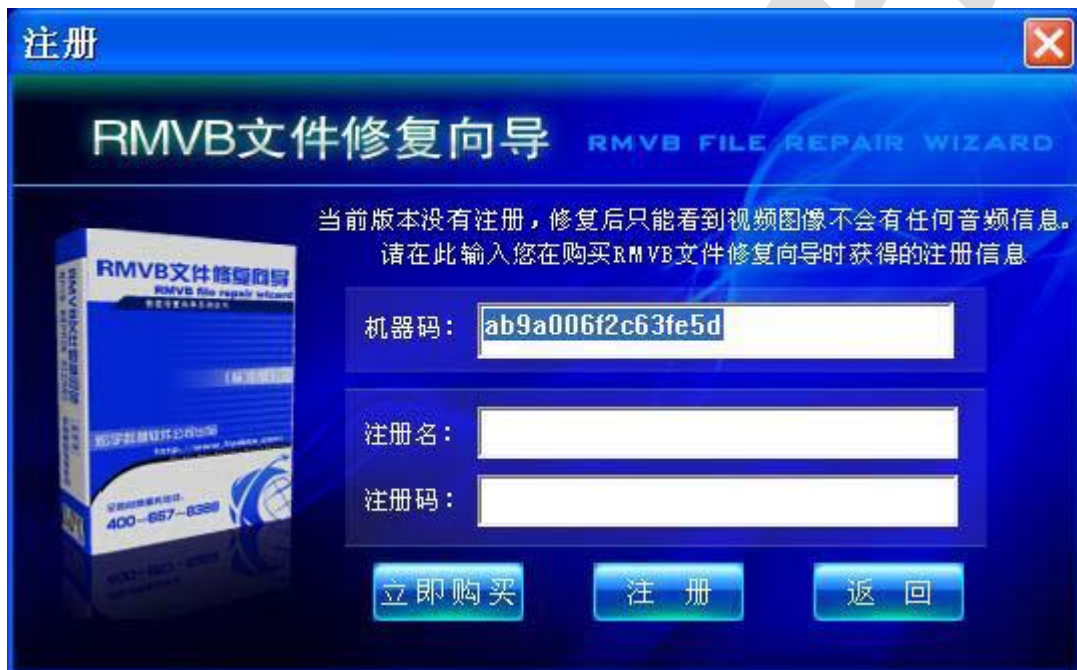 注册
RMVB文件修复向导 RMVB FILE REPAIR WIZARD
当前版本没有注册，修复后只能看到视频图像不会有任何音频信息。
请在此输入您在购买RMVB文件修复向导时获得的注册信息
RMVB文件修复向导
RMVB file repair wizard
400-657-8388
机器码： ab9a006f2c63fe5d
注册名：
注册码：
立即购买 注 册 返 回